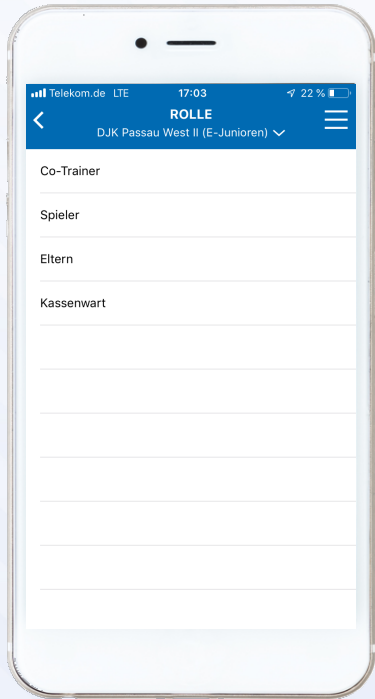 Telekom.de LTE 17:03 22 %
ROLLE
DJK Passau West II (E-Junioren)
Co-Trainer
Spieler
Eltern
Kassenwart